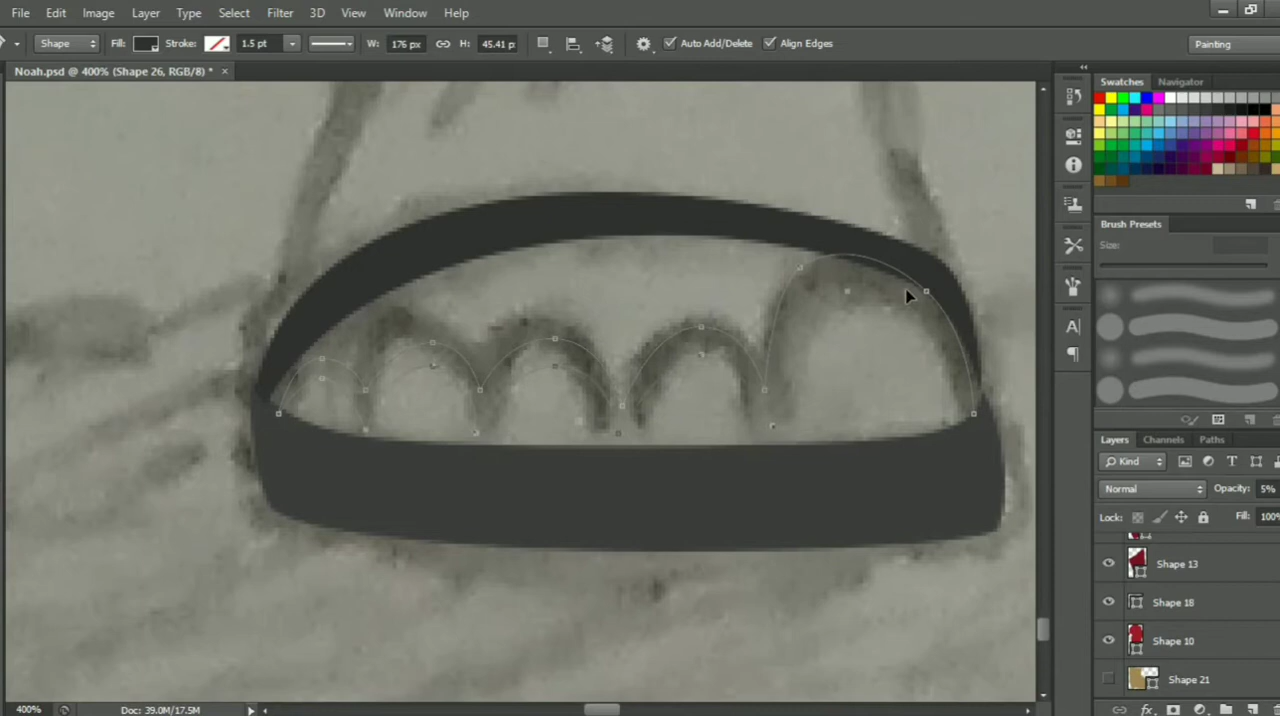 File Edit Image Layer Type Select Filter 3D View Window Help
Shape Fill: Stroke: 1.5 pt W: 176 px H: 45.41 p Auto Add/Delete Align Edges Painting
Noah.psd @ 400% (Shape 26, RGB/8) * ×
Swatches Navigator
Brush Presets
Size:
Layers Channels Paths
Kind
Normal Opacity: 5%
Lock: Fill: 100%
Shape 13
Shape 18
Shape 10
Shape 21
400% Doc: 39.0M/17.5M